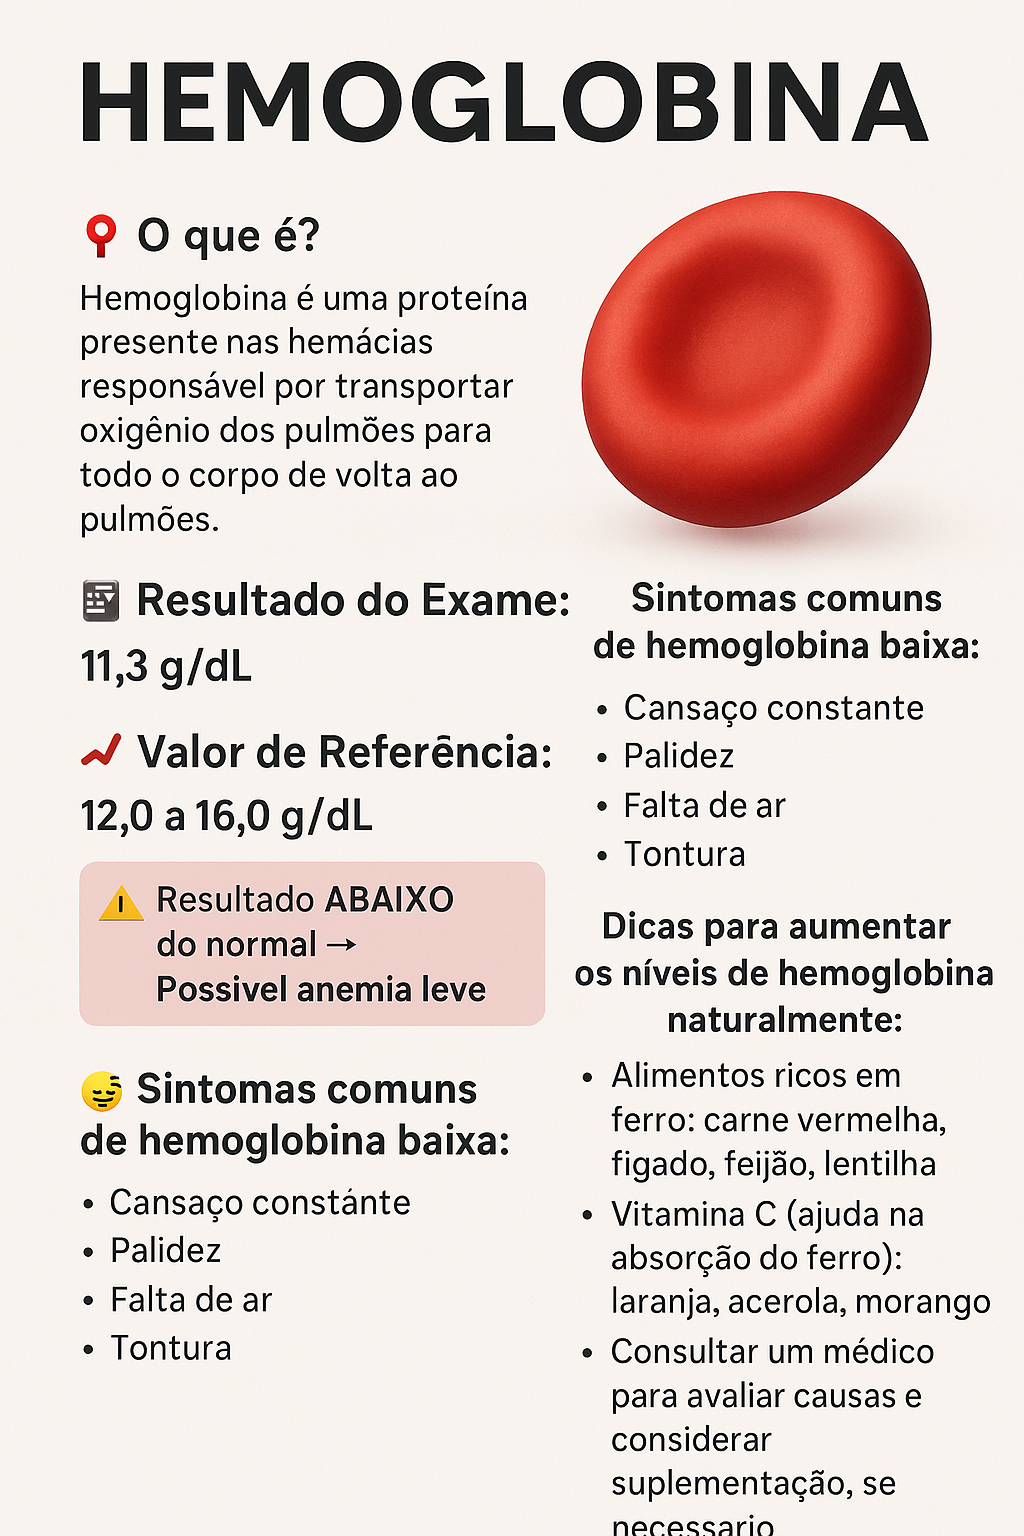 HEMOGLOBINA
O que é?
Hemoglobina é uma proteína
presente nas hemácias
responsável por transportar
oxigênio dos pulmões para
todo o corpo de volta ao
pulmões.
Resultado do Exame:
11,3 g/dL
Valor de Referência:
12,0 a 16,0 g/dL
Resultado ABAIXO
do normal →
Possivel anemia leve
Sintomas comuns
de hemoglobina baixa:
• Cansaço constánte
• Palidez
• Falta de ar
• Tontura
Sintomas comuns
de hemoglobina baixa:
• Cansaço constante
• Palidez
• Falta de ar
• Tontura
Dicas para aumentar
os níveis de hemoglobina
naturalmente:
• Alimentos ricos em
ferro: carne vermelha,
figado, feijão, lentilha
• Vitamina C (ajuda na
absorção do ferro):
laranja, acerola, morango
• Consultar um médico
para avaliar causas e
considerar
suplementação, se
necessario